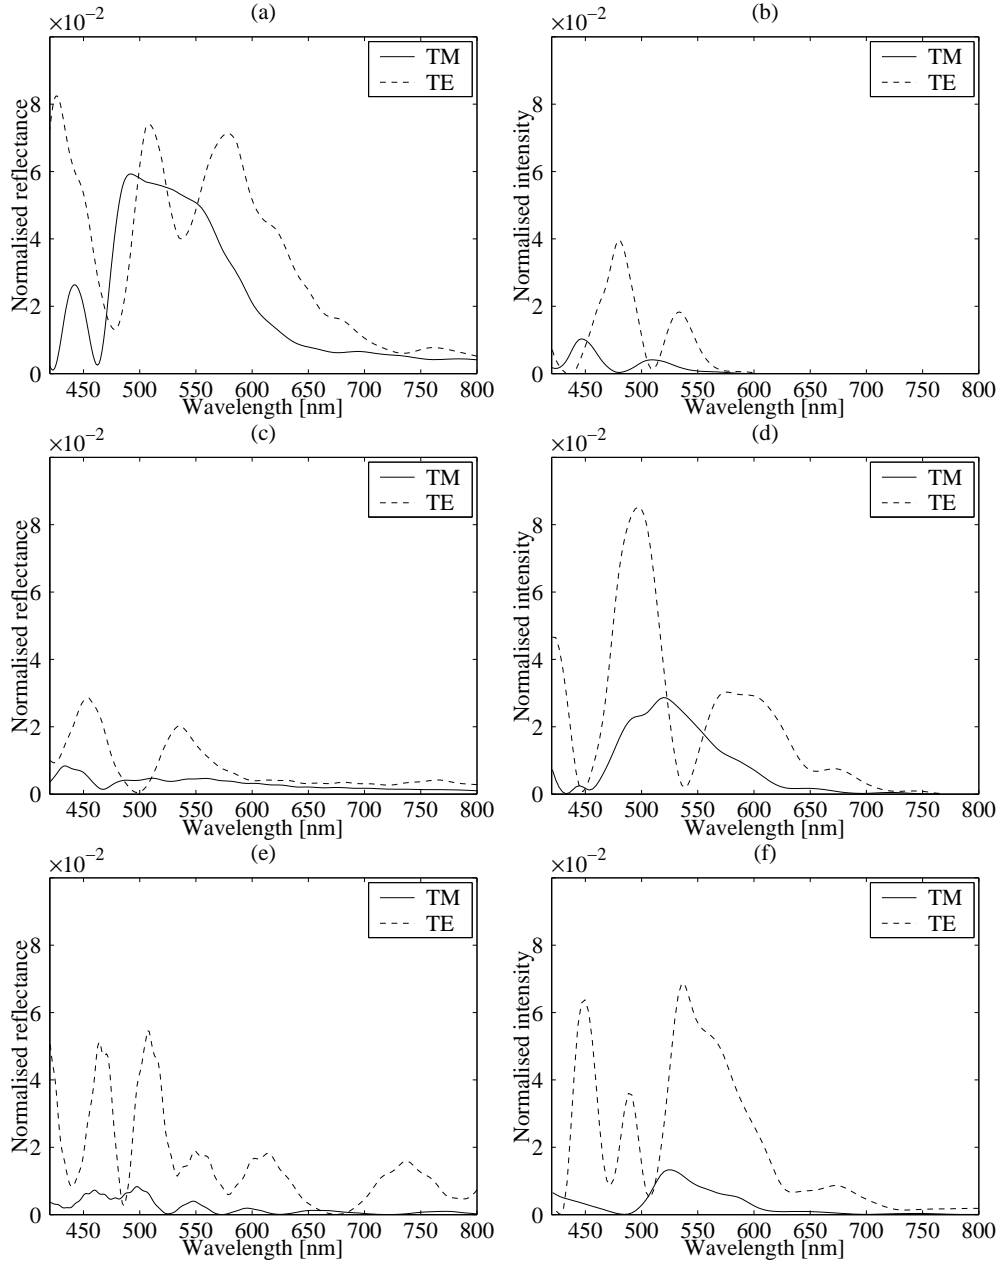 (a)
×10−2
TM
TE
Normalised reflectance
8
6
4
2
0
450 500 550 600 650 700 750 800
Wavelength [nm]
(b)
×10−2
TM
TE
Normalised intensity
8
6
4
2
0
450 500 550 600 650 700 750 800
Wavelength [nm]
(c)
×10−2
TM
TE
Normalised reflectance
8
6
4
2
0
450 500 550 600 650 700 750 800
Wavelength [nm]
(d)
×10−2
TM
TE
Normalised intensity
8
6
4
2
0
450 500 550 600 650 700 750 800
Wavelength [nm]
(e)
×10−2
TM
TE
Normalised reflectance
8
6
4
2
0
450 500 550 600 650 700 750 800
Wavelength [nm]
(f)
×10−2
TM
TE
Normalised intensity
8
6
4
2
0
450 500 550 600 650 700 750 800
Wavelength [nm]